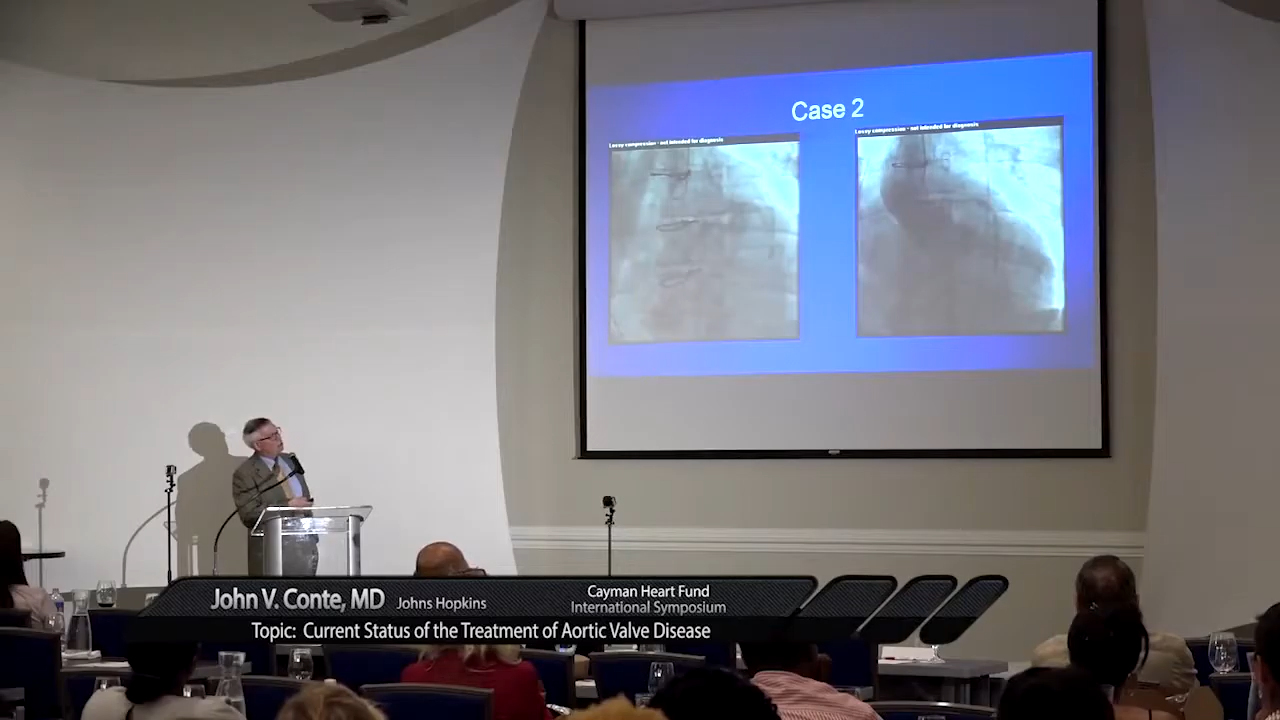 Case 2
Lossy compression - not intended for diagnosis
Lossy compression - not intended for diagnosis
John V. Conte, MD Johns Hopkins
Cayman Heart Fund
International Symposium
Topic: Current Status of the Treatment of Aortic Valve Disease